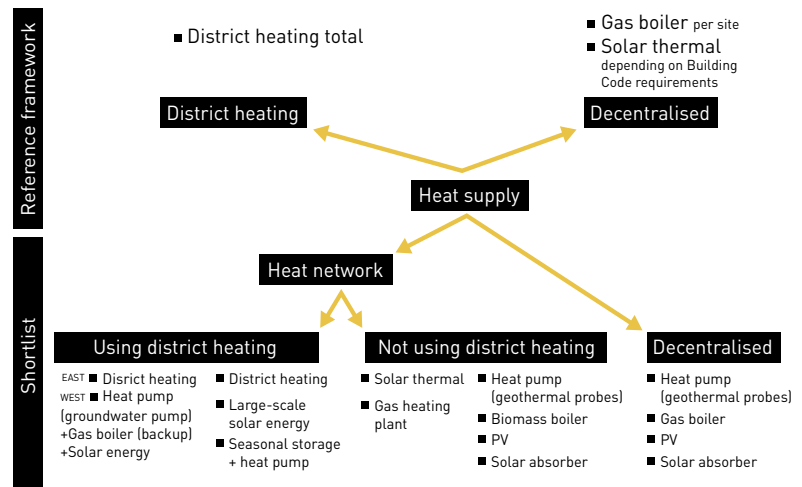 Reference framework
District heating total
Gas boiler per site
Solar thermal
depending on Building
Code requirements
District heating
Decentralised
Heat supply
Shortlist
Heat network
Using district heating
EAST Disrict heating
WEST Heat pump
(groundwater pump)
+Gas boiler (backup)
+Solar energy
District heating
Large-scale
solar energy
Seasonal storage
+ heat pump
Not using district heating
Solar thermal
Gas heating
plant
Heat pump
(geothermal probes)
Biomass boiler
PV
Solar absorber
Decentralised
Heat pump
(geothermal probes)
Gas boiler
PV
Solar absorber